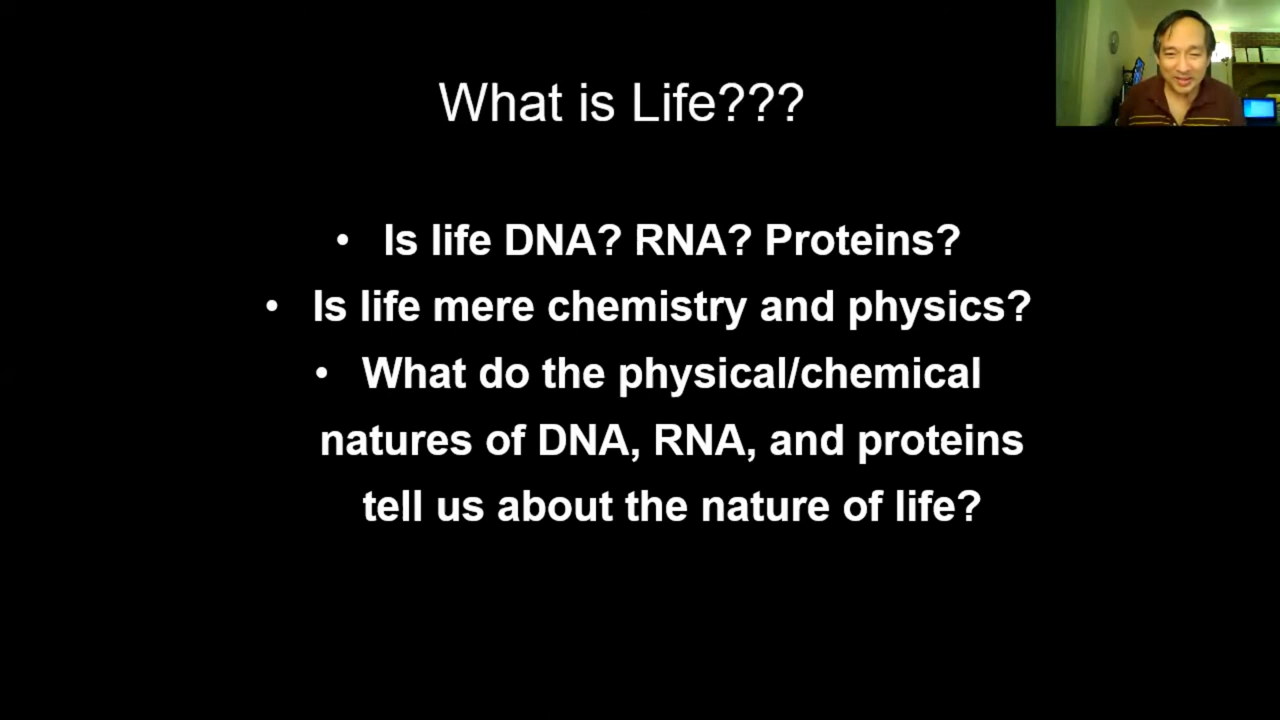 What is Life???
• Is life DNA? RNA? Proteins?
• Is life mere chemistry and physics?
• What do the physical/chemical
natures of DNA, RNA, and proteins
tell us about the nature of life?